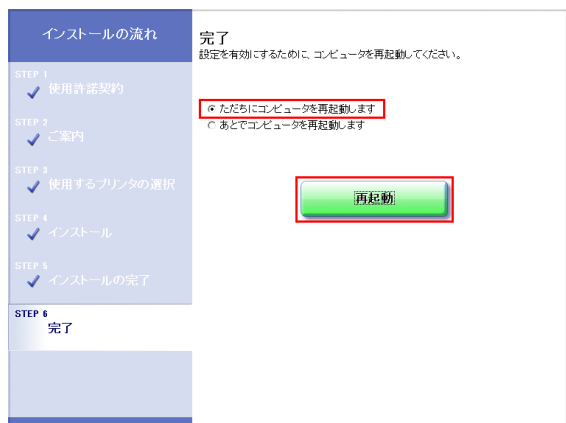 インストールの流れ
STEP 1
使用許諾契約
STEP 2
ご案内
STEP 3
使用するプリンタの選択
STEP 4
インストール
STEP 5
インストールの完了
STEP 6
完了
完了
設定を有効にするために、コンピュータを再起動してください。
ただちにコンピュータを再起動します
あとでコンピュータを再起動します
再起動